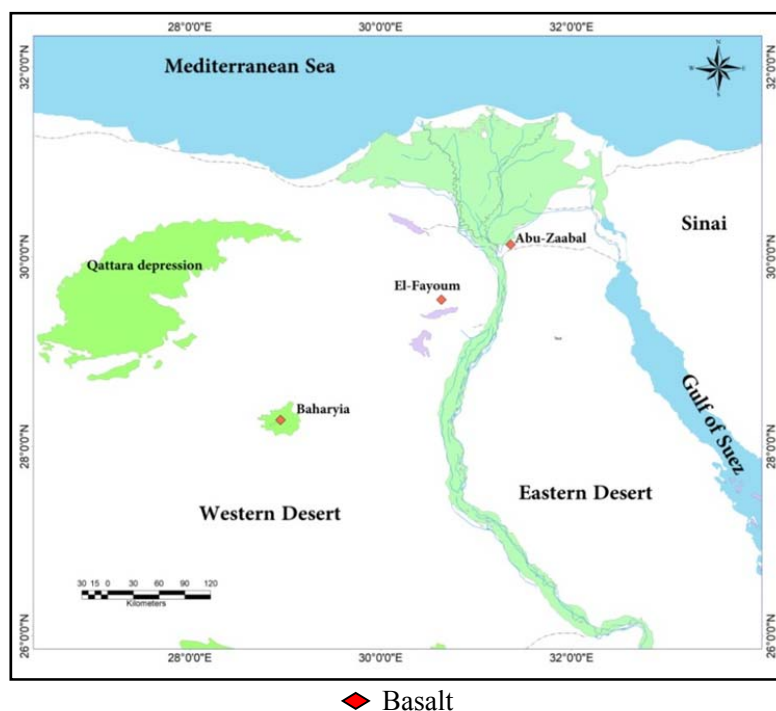 28°0'0"E 30°0'0"E 32°0'0"E
32°0'0"N
32°0'0"N
Mediterranean Sea
N
W E
S
Sinai
Abu-Zaabal
30°0'0"N
30°0'0"N
Qattara depression
El-Fayoum
Gulf of Suez
Baharyia
28°0'0"N
28°0'0"N
Eastern Desert
Western Desert
30 15 0 30 60 90 120
Kilometers
26°0'0"N
26°0'0"N
28°0'0"E 30°0'0"E 32°0'0"E
Basalt